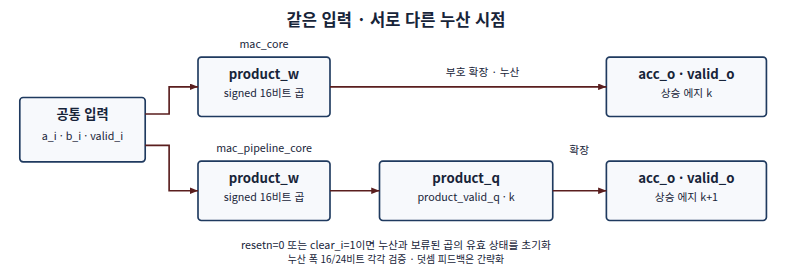 같은 입력 · 서로 다른 누산 시점
mac_core
product_w
signed 16비트 곱
부호 확장 · 누산
acc_o · valid_o
상승 에지 k
공통 입력
a_i · b_i · valid_i
mac_pipeline_core
product_w
signed 16비트 곱
product_q
product_valid_q · k
확장
acc_o · valid_o
상승 에지 k+1
resetn=0 또는 clear_i=1이면 누산과 보류된 곱의 유효 상태를 초기화
누산 폭 16/24비트 각각 검증 · 덧셈 피드백은 간략화